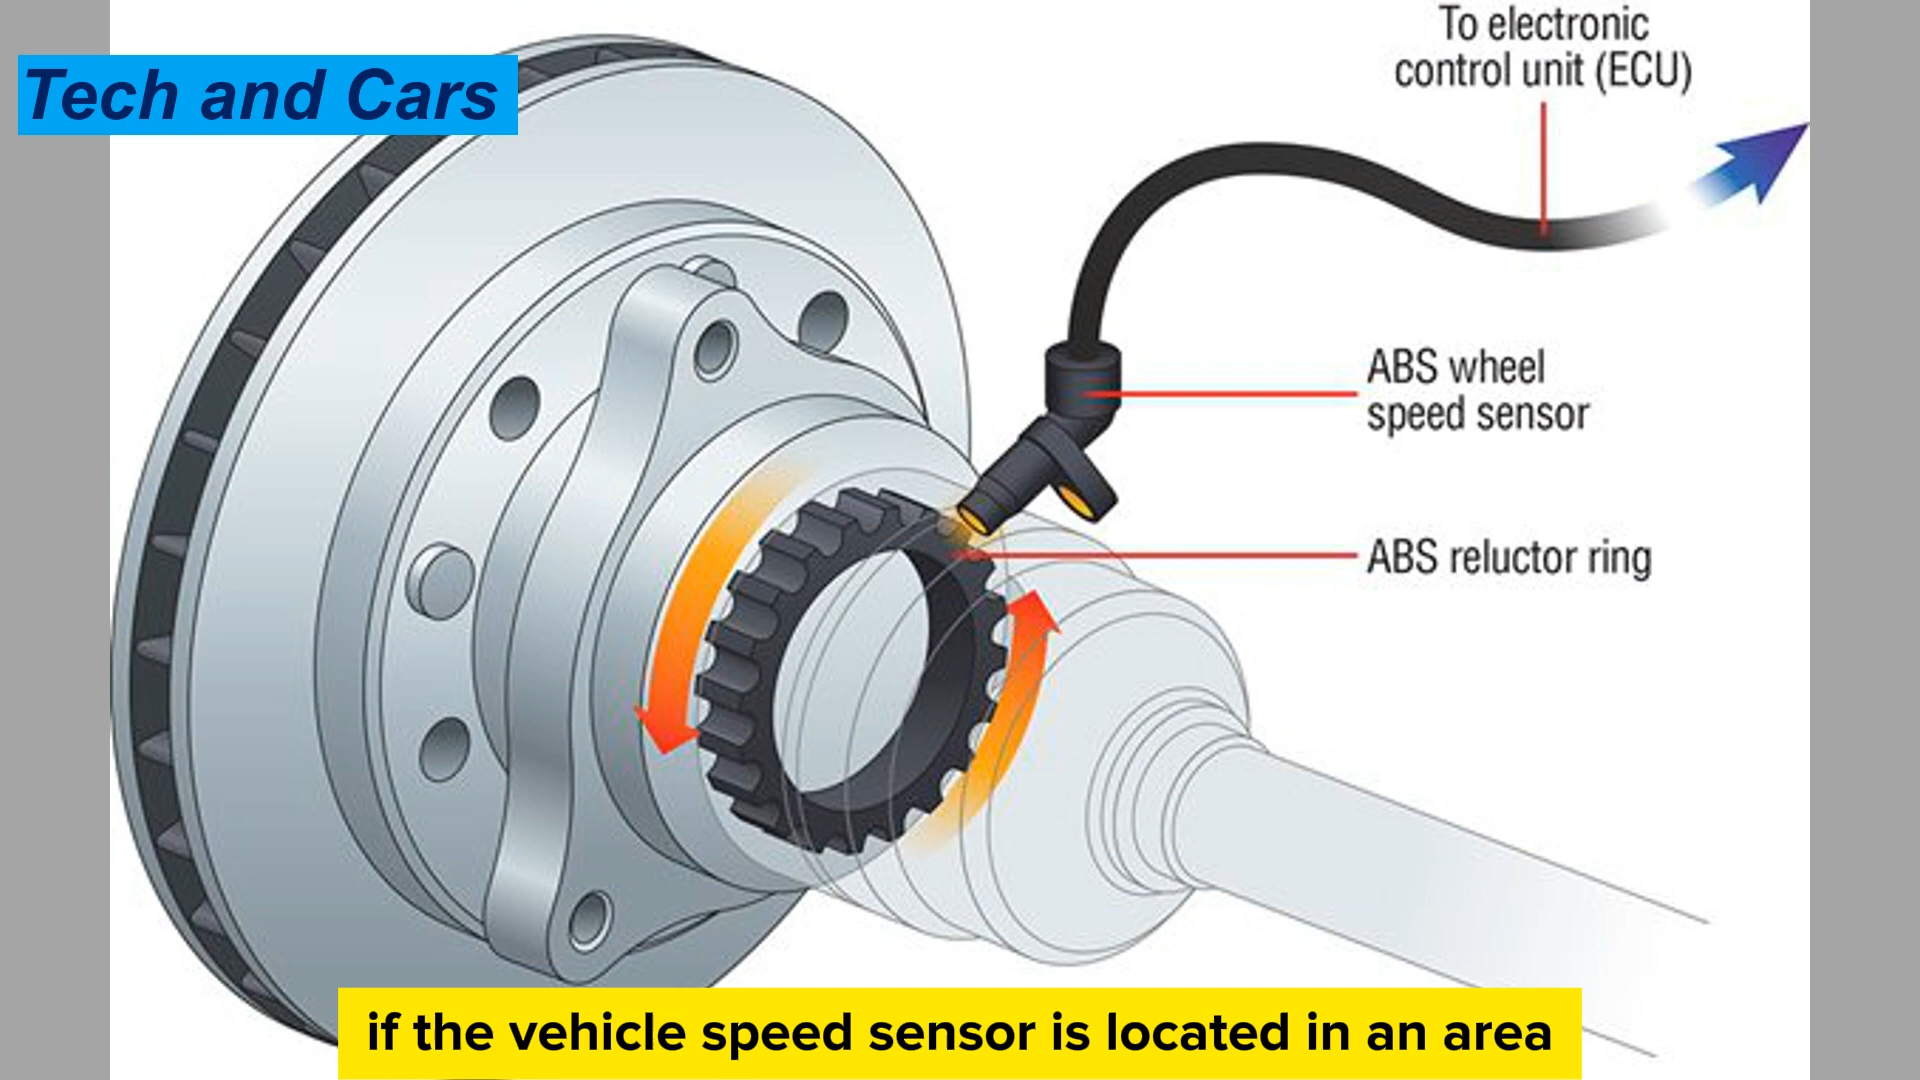 Tech and Cars
To electronic
control unit (ECU)
ABS wheel
speed sensor
ABS reluctor ring
if the vehicle speed sensor is located in an area